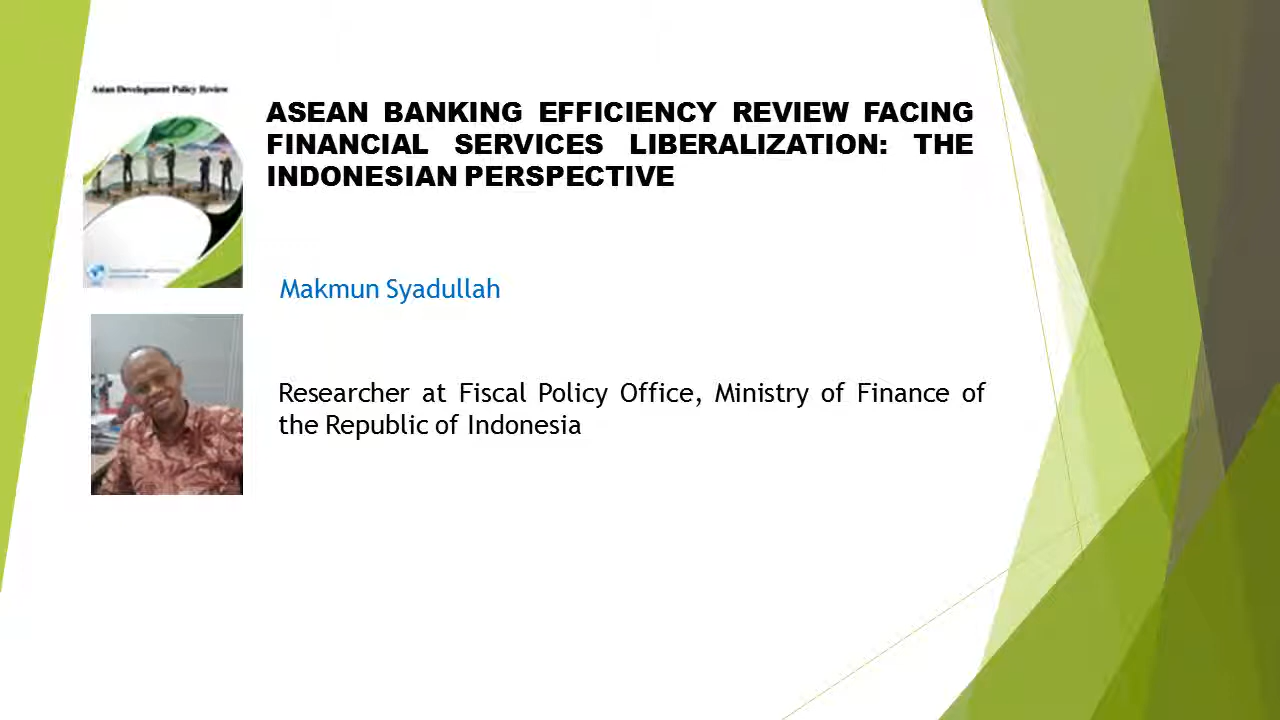 Asian Development Policy Review
ASEAN BANKING EFFICIENCY REVIEW FACING
FINANCIAL SERVICES LIBERALIZATION: THE
INDONESIAN PERSPECTIVE
Makmun Syadullah
Researcher at Fiscal Policy Office, Ministry of Finance of
the Republic of Indonesia